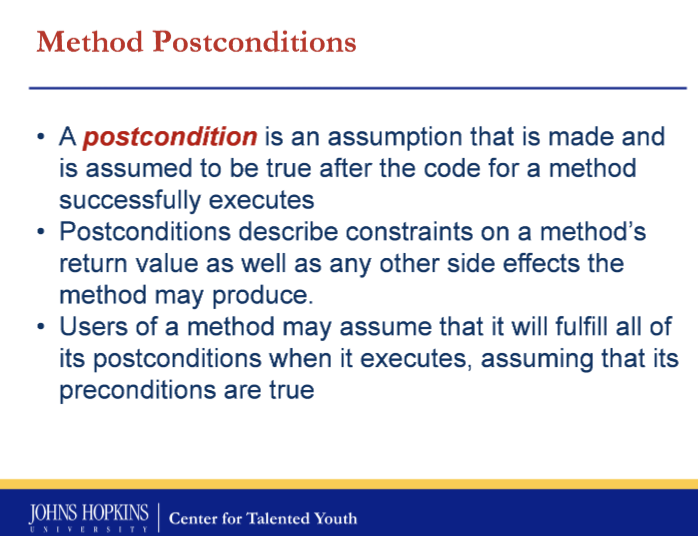 Method Postconditions
• A postcondition is an assumption that is made and
is assumed to be true after the code for a method
successfully executes
• Postconditions describe constraints on a method’s
return value as well as any other side effects the
method may produce.
• Users of a method may assume that it will fulfill all of
its postconditions when it executes, assuming that its
preconditions are true
JOHNS HOPKINS
UNIVERSITY
Center for Talented Youth